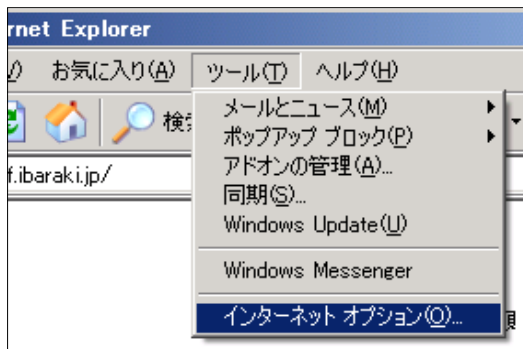 rnet Explorer
お気に入り(A) ツール(T) ヘルプ(H)
メールとニュース(M)
ポップアップ ブロック(P)
アドオンの管理(A)...
f.ibaraki.jp/
同期(S)...
Windows Update(U)
Windows Messenger
インターネット オプション(O)...